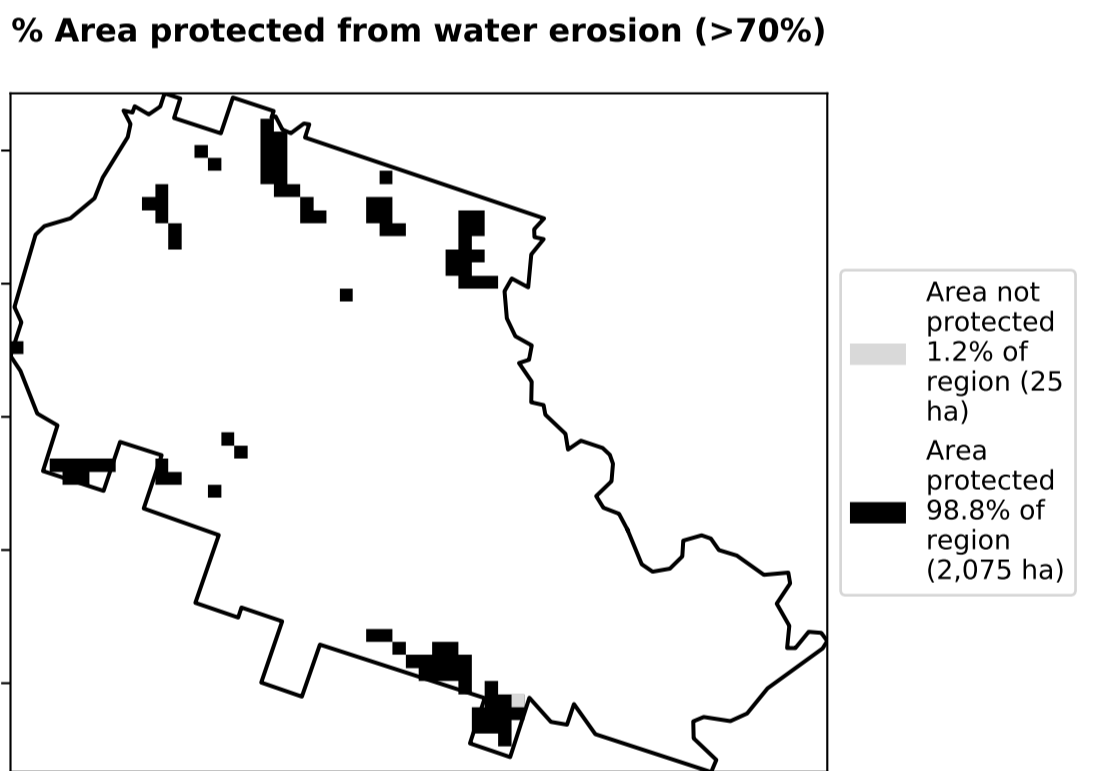 % Area protected from water erosion (>70%)
Area not
protected
1.2% of
region (25
ha)
Area
protected
98.8% of
region
(2,075 ha)